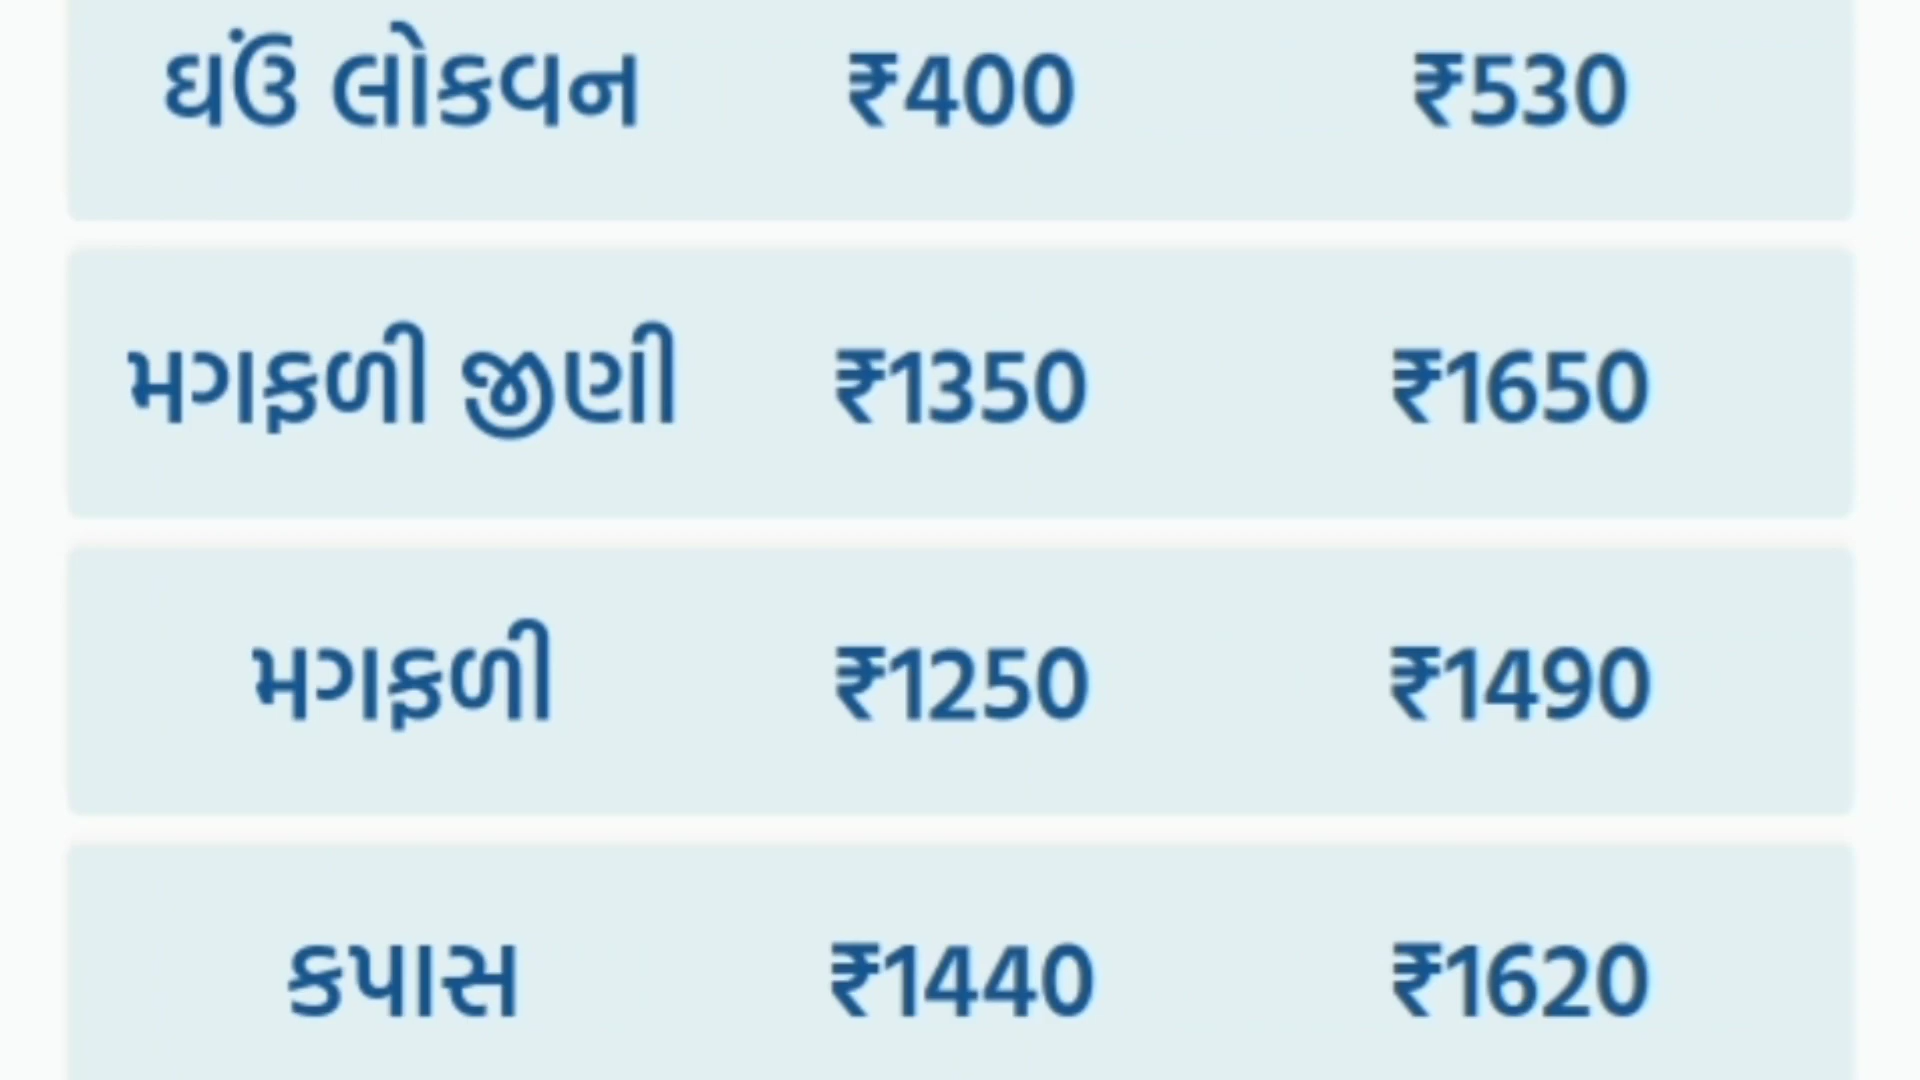 ઘઉં લોકવન ₹400 ₹530
મગફળી જીણી ₹1350 ₹1650
મગફળી ₹1250 ₹1490
કપાસ ₹1440 ₹1620